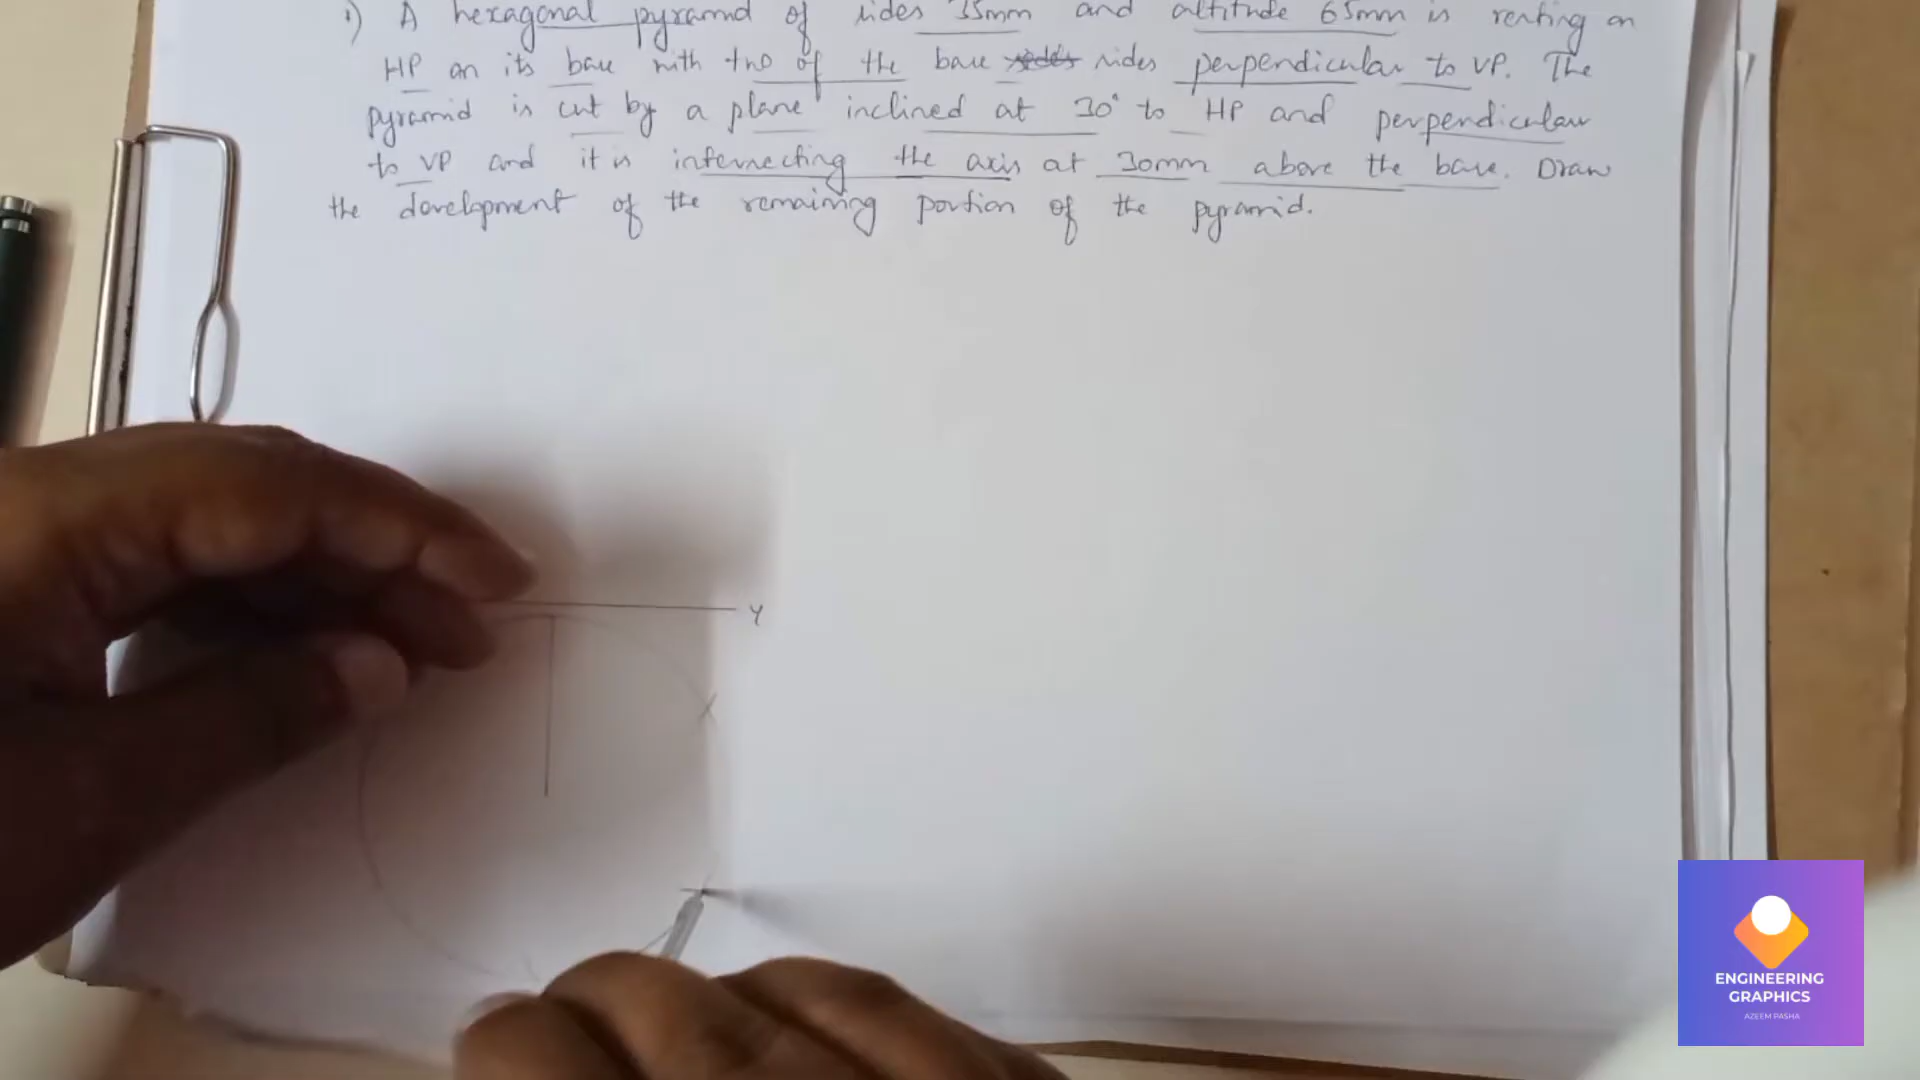 1) A hexagonal pyramid of sides 35mm and altitude 65mm is resting on
HP on its base with two of the base sides perpendicular to VP. The
pyramid is cut by a plane inclined at 30° to HP and perpendicular
to VP and it is intersecting the axis at 30mm above the base. Draw
the development of the remaining portion of the pyramid.
Y
ENGINEERING
GRAPHICS
AZEEM PASHA